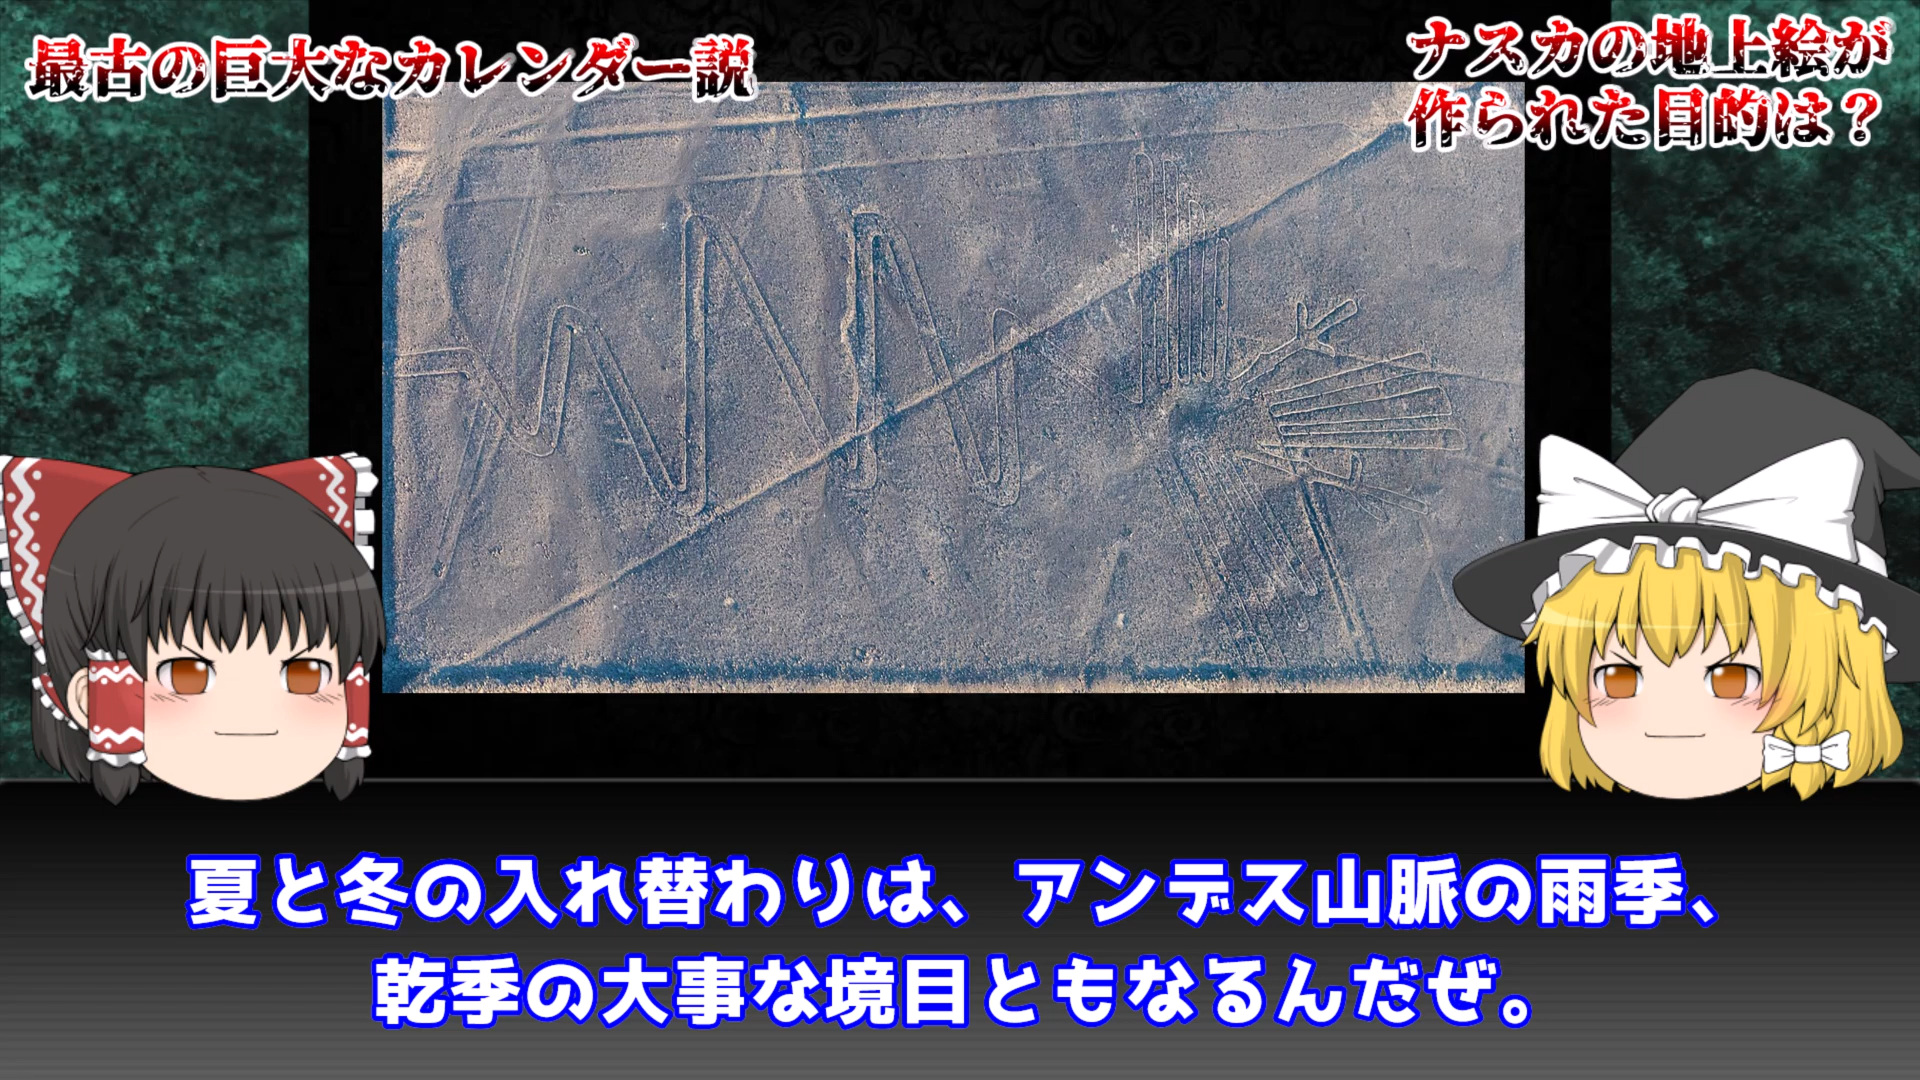 最古の巨大なカレンダー説
ナスカの地上絵が
作られた目的は？
夏と冬の入れ替わりは、アンデス山脈の雨季、
乾季の大事な境目ともなるんだぜ。